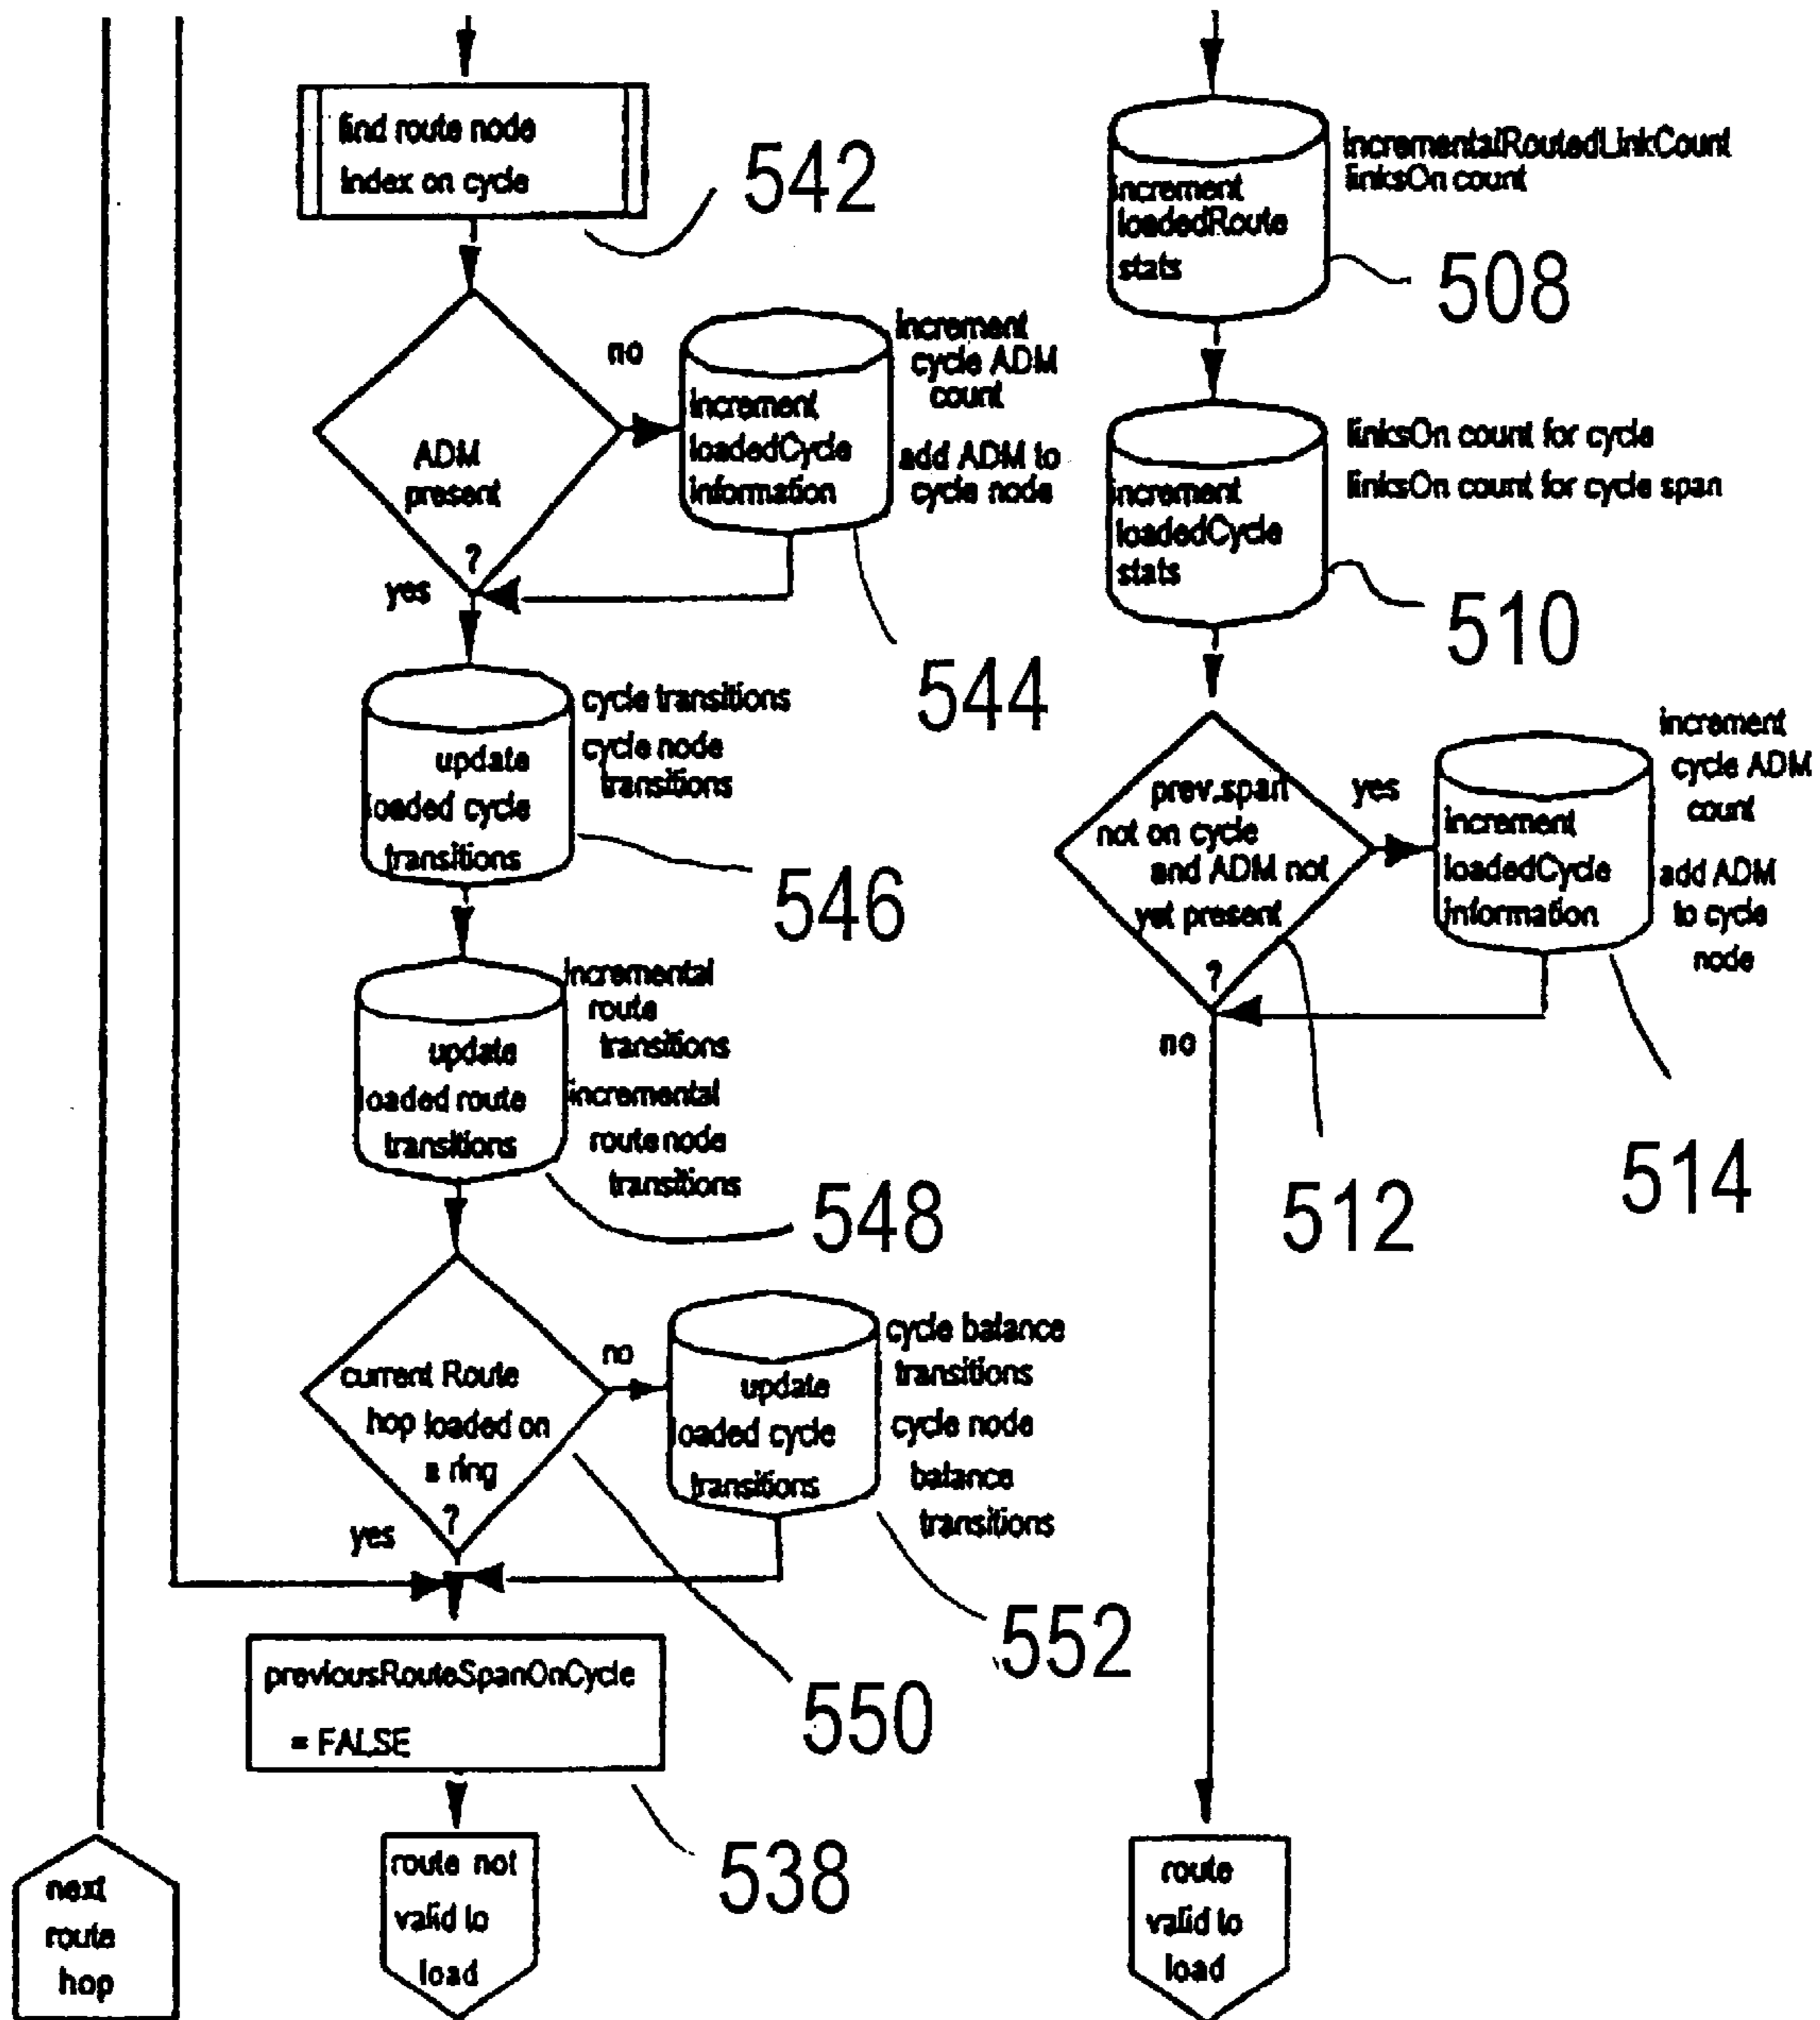 find route node
index on cycle
542
ADM
present
?
no
yes
increment
loadedCycle
information
increment
cycle ADM
count
add ADM to
cycle node
544
update
loaded cycle
transitions
cycle transitions
cycle node
transitions
546
update
loaded route
transitions
incremental
route
transitions
incremental
route node
transitions
548
current Route
hop loaded on
a ring
?
no
yes
update
loaded cycle
transitions
cycle balance
transitions
cycle node
balance
transitions
552
550
previousRouteSpanOnCycle
= FALSE
538
next
route
hop
route not
valid to
load
increment
loadedRoute
stats
incrementalRoutedLinkCount
linksOn count
508
increment
loadedCycle
stats
linksOn count for cycle
linksOn count for cycle span
510
prev.span
not on cycle
and ADM not
yet present
?
yes
no
512
increment
loadedCycle
information
increment
cycle ADM
count
add ADM
to cycle
node
514
route
valid to
load